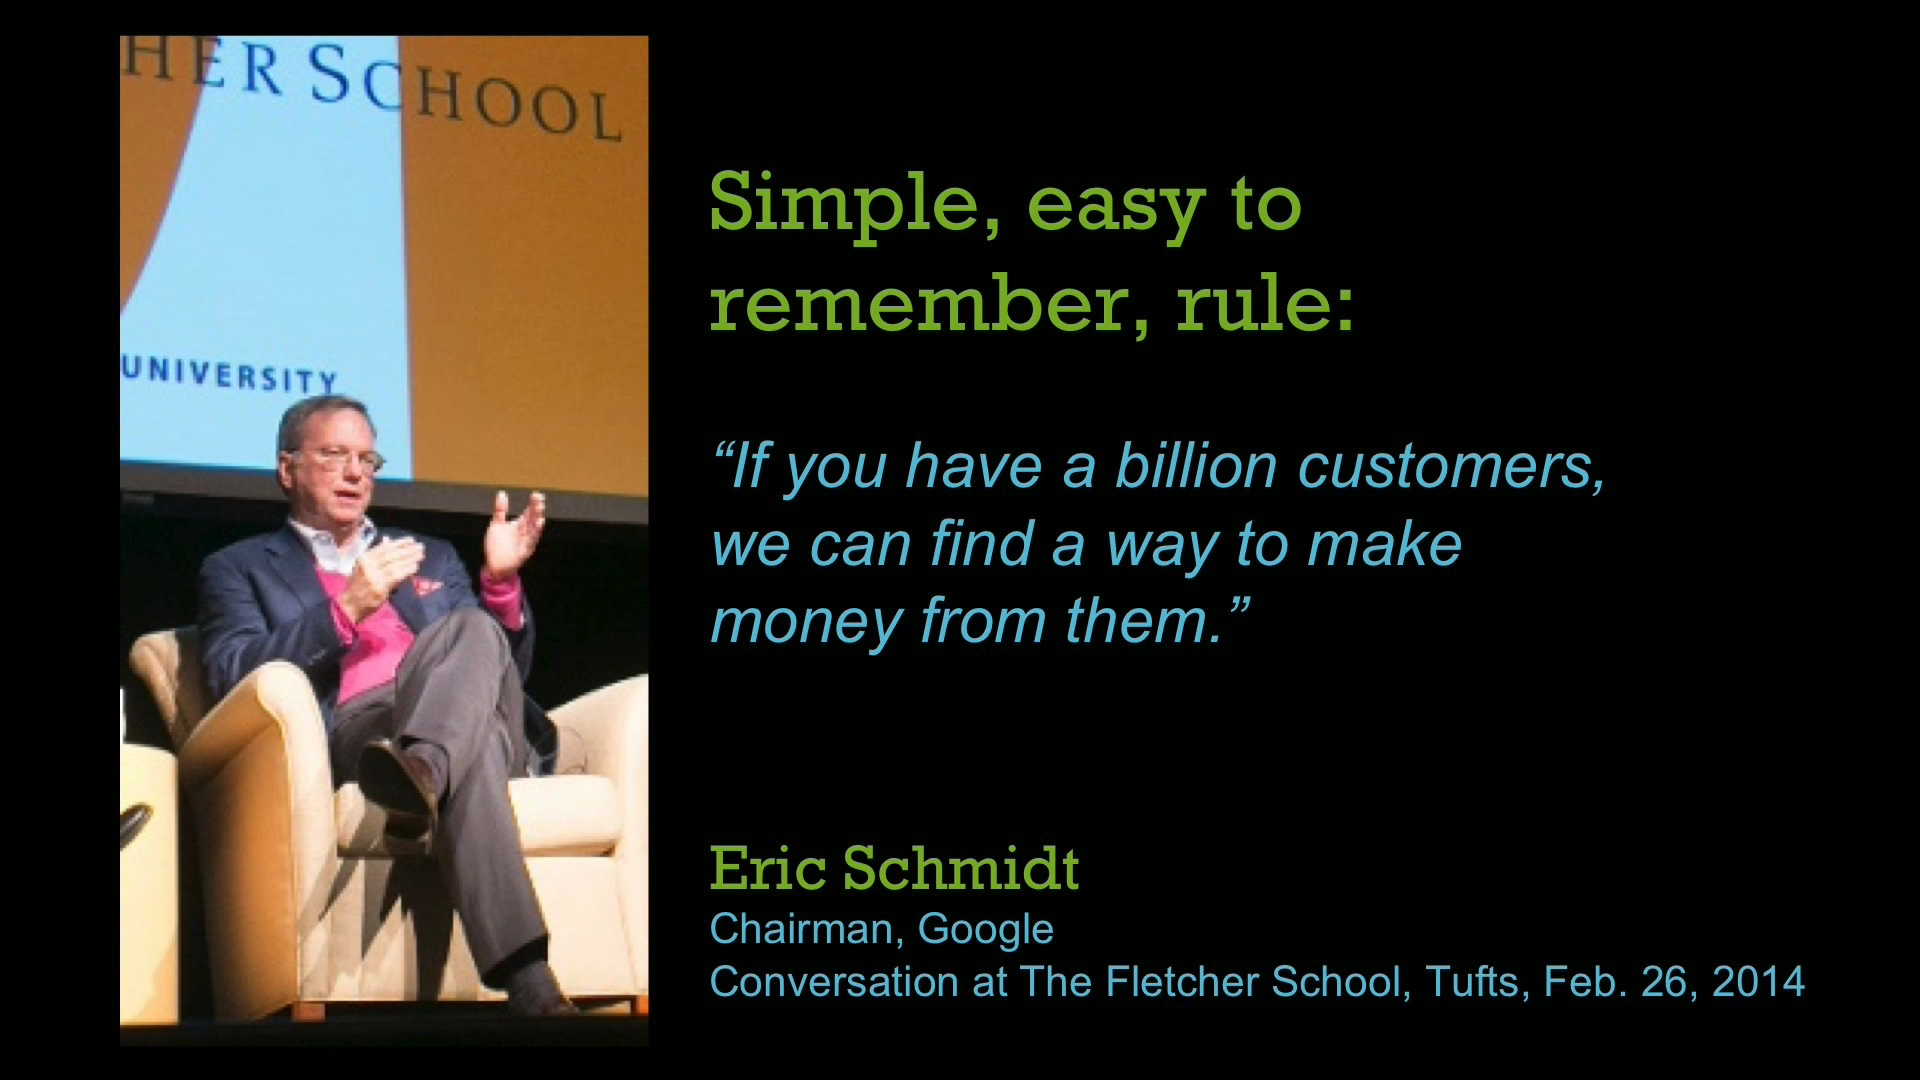 HER SCHOOL
UNIVERSITY
Simple, easy to
remember, rule:
“If you have a billion customers,
we can find a way to make
money from them.”
Eric Schmidt
Chairman, Google
Conversation at The Fletcher School, Tufts, Feb. 26, 2014